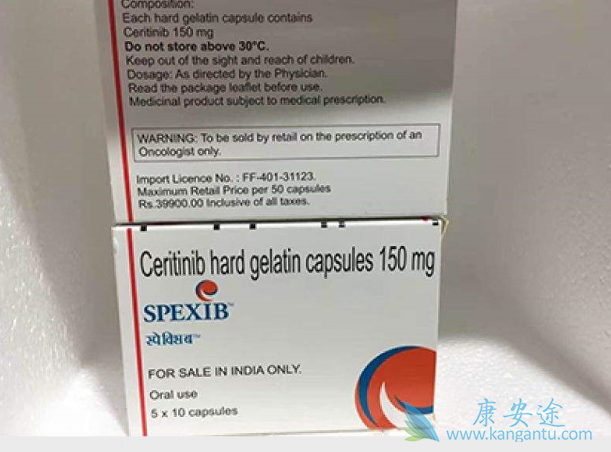 Composition:
Each hard gelatin capsule contains
Ceritinib 150 mg
Do not store above 30°C.
Keep out of the sight and reach of children.
Dosage: As directed by the Physician.
Read the package leaflet before use.
Medicinal product subject to medical prescription.
WARNING: To be sold by retail on the prescription of an
Oncologist only.
Import Licence No. : FF-401-31123.
Maximum Retail Price per 50 capsules
Rs.39900.00 Inclusive of all taxes.
Ceritinib hard gelatin capsules 150 mg
SPEXIB™
स्पेक्सिब™
FOR SALE IN INDIA ONLY.
Oral use
5 x 10 capsules
康安途
www.kangantu.com